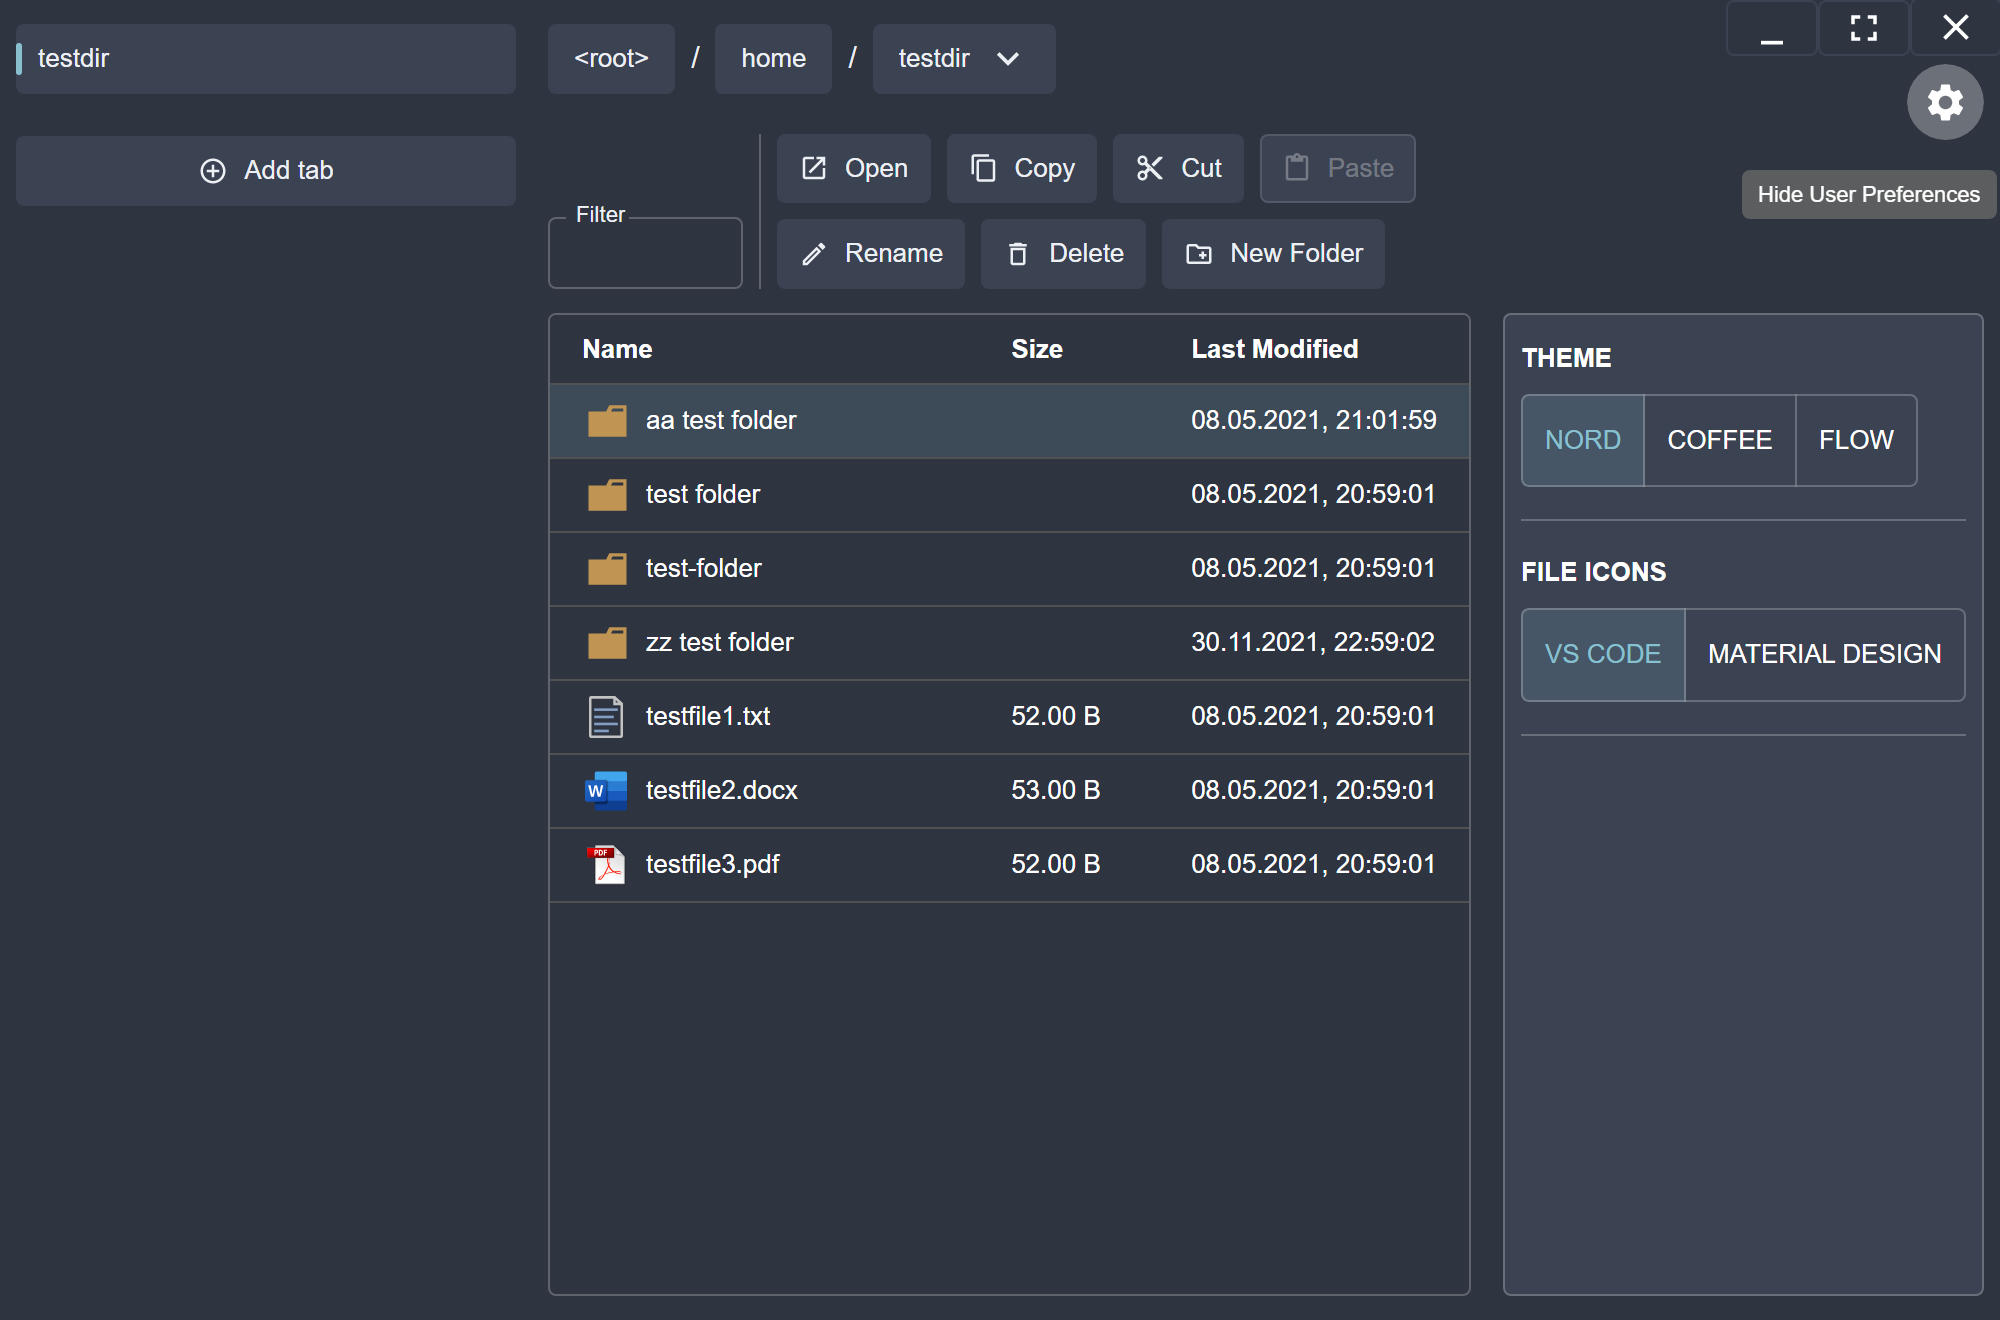 testdir
<root> / home / testdir
Add tab
Open Copy Cut Paste
Hide User Preferences
Filter
Rename Delete New Folder
Name Size Last Modified
aa test folder 08.05.2021, 21:01:59
test folder 08.05.2021, 20:59:01
test-folder 08.05.2021, 20:59:01
zz test folder 30.11.2021, 22:59:02
testfile1.txt 52.00 B 08.05.2021, 20:59:01
W testfile2.docx 53.00 B 08.05.2021, 20:59:01
PDF testfile3.pdf 52.00 B 08.05.2021, 20:59:01
THEME
NORD COFFEE FLOW
FILE ICONS
VS CODE MATERIAL DESIGN